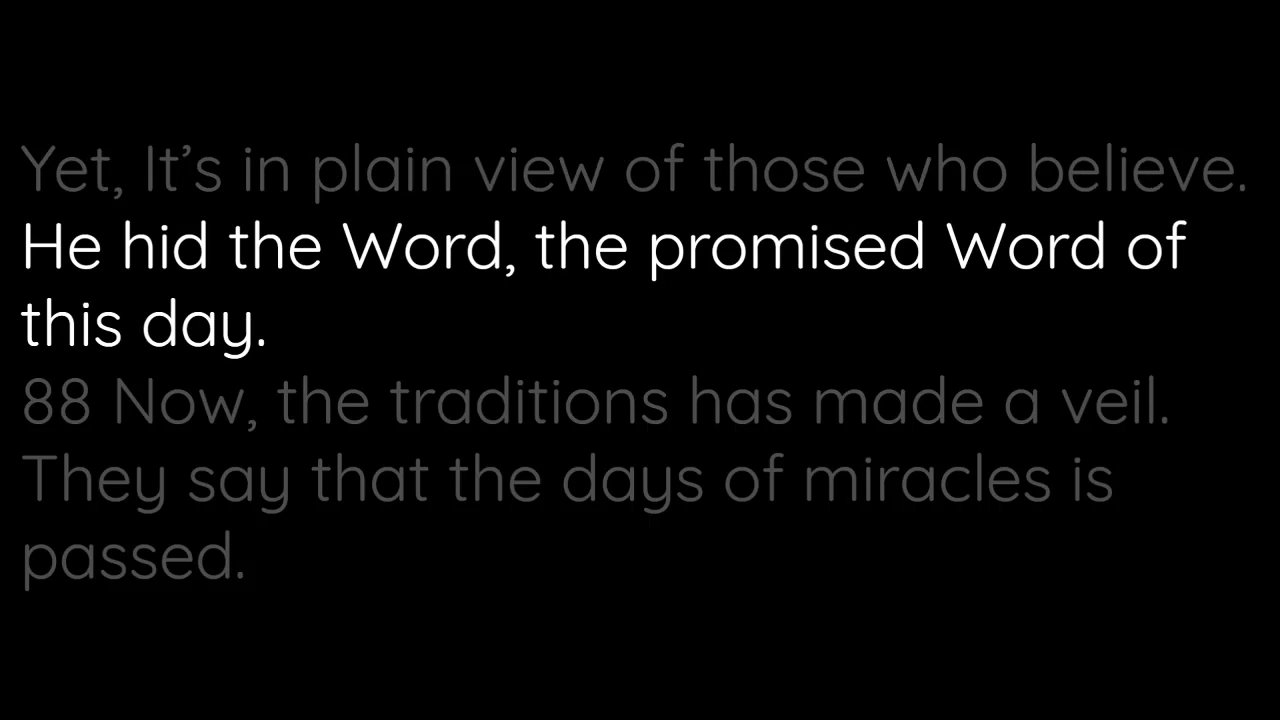 Yet, It’s in plain view of those who believe.
He hid the Word, the promised Word of
this day.
88 Now, the traditions has made a veil.
They say that the days of miracles is
passed.